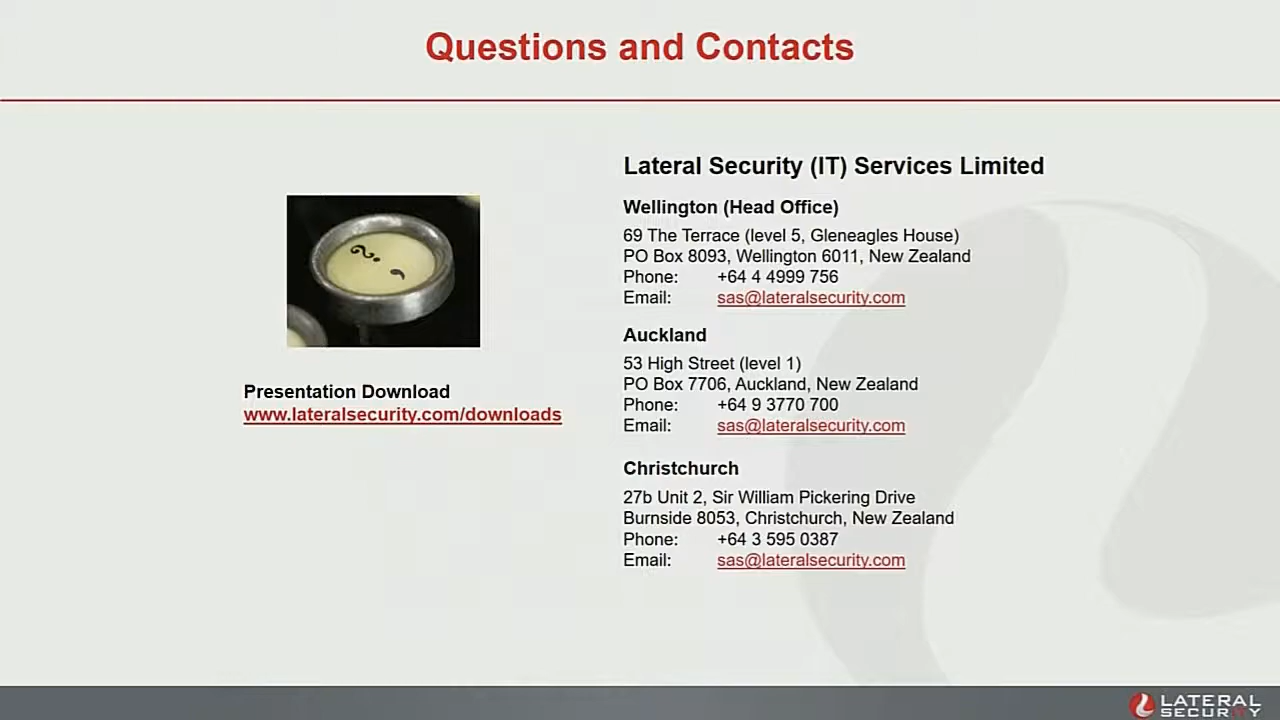 Questions and Contacts
Lateral Security (IT) Services Limited
Wellington (Head Office)
69 The Terrace (level 5, Gleneagles House)
PO Box 8093, Wellington 6011, New Zealand
Phone: +64 4 4999 756
Email: sas@lateralsecurity.com
Auckland
53 High Street (level 1)
PO Box 7706, Auckland, New Zealand
Phone: +64 9 3770 700
Email: sas@lateralsecurity.com
Christchurch
27b Unit 2, Sir William Pickering Drive
Burnside 8053, Christchurch, New Zealand
Phone: +64 3 595 0387
Email: sas@lateralsecurity.com
?
,
Presentation Download
www.lateralsecurity.com/downloads
LATERAL
SECURITY